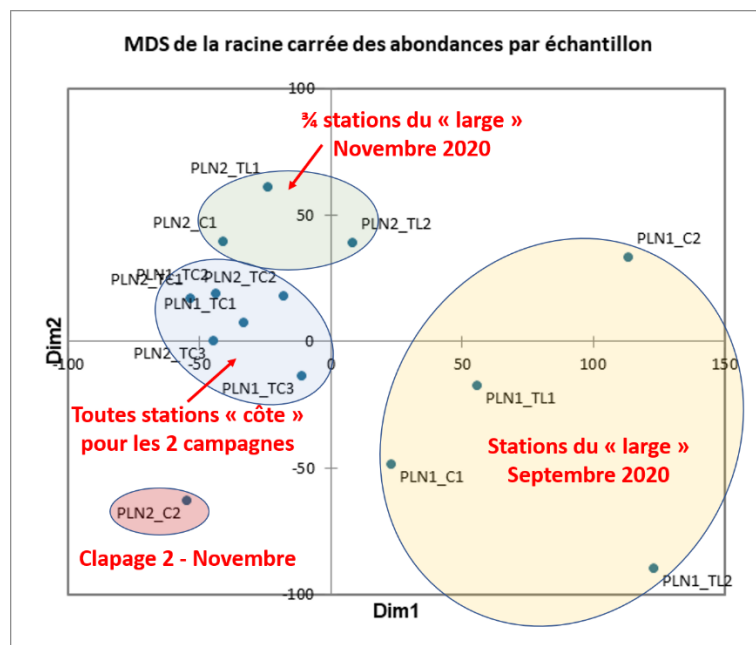 MDS de la racine carrée des abondances par échantillon
100
¾ stations du « large »
Novembre 2020
PLN2_TL1
50
PLN2_C1
PLN2_TL2
PLN1_C2
PLN1_TC2
PLN2_TC1
PLN2_TC2
PLN1_TC1
Dim2
-100
-50
0
0
50
100
150
PLN2_TC3
PLN1_TC3
PLN1_TL1
Toutes stations « côte »
pour les 2 campagnes
Stations du « large »
Septembre 2020
-50
PLN1_C1
PLN2_C2
Clapage 2 - Novembre
PLN1_TL2
-100
Dim1